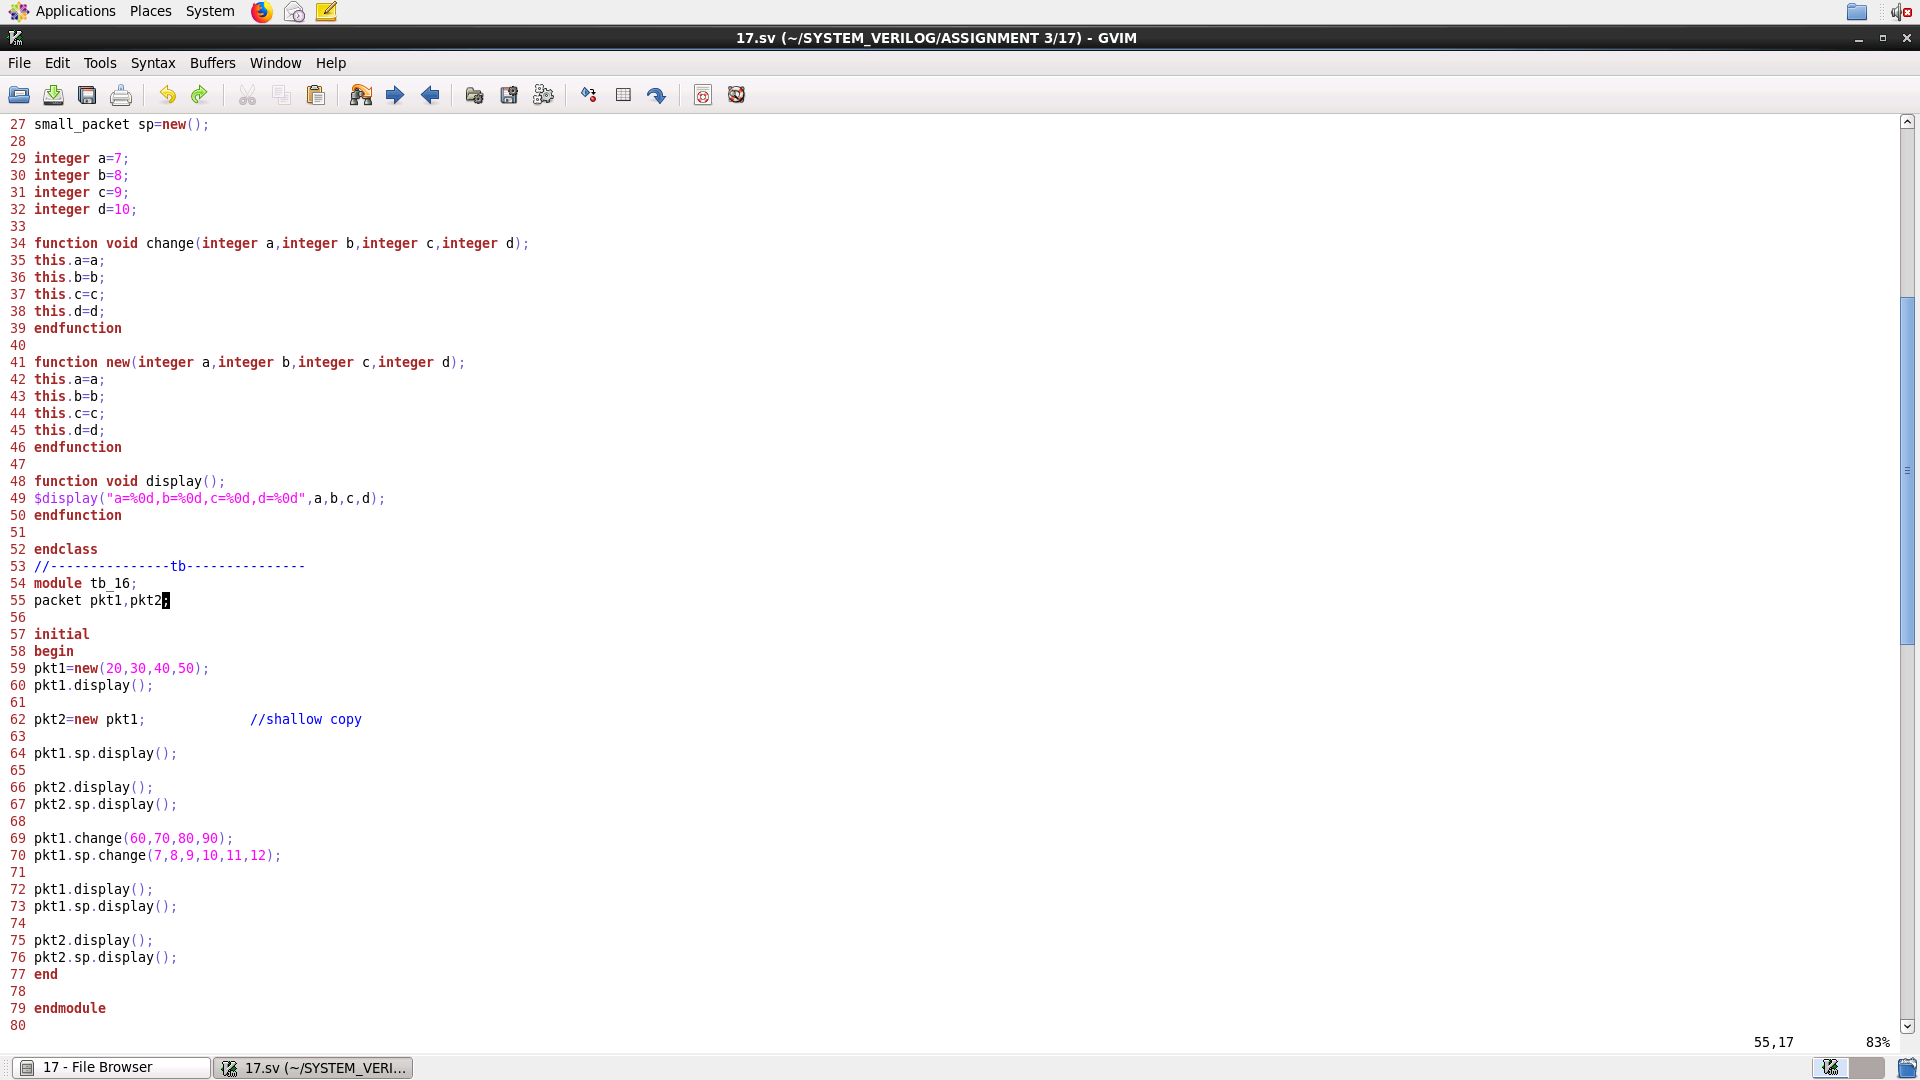 Applications Places System
17.sv (~/SYSTEM_VERILOG/ASSIGNMENT 3/17) - GVIM
File Edit Tools Syntax Buffers Window Help
27 small_packet sp=new();
28
29 integer a=7;
30 integer b=8;
31 integer c=9;
32 integer d=10;
33
34 function void change(integer a,integer b,integer c,integer d);
35 this.a=a;
36 this.b=b;
37 this.c=c;
38 this.d=d;
39 endfunction
40
41 function new(integer a,integer b,integer c,integer d);
42 this.a=a;
43 this.b=b;
44 this.c=c;
45 this.d=d;
46 endfunction
47
48 function void display();
49 $display("a=%0d,b=%0d,c=%0d,d=%0d",a,b,c,d);
50 endfunction
51
52 endclass
53 //---------------tb---------------
54 module tb_16;
55 packet pkt1,pkt2;
56
57 initial
58 begin
59 pkt1=new(20,30,40,50);
60 pkt1.display();
61
62 pkt2=new pkt1;             //shallow copy
63
64 pkt1.sp.display();
65
66 pkt2.display();
67 pkt2.sp.display();
68
69 pkt1.change(60,70,80,90);
70 pkt1.sp.change(7,8,9,10,11,12);
71
72 pkt1.display();
73 pkt1.sp.display();
74
75 pkt2.display();
76 pkt2.sp.display();
77 end
78
79 endmodule
80
55,17 83%
17 - File Browser 17.sv (~/SYSTEM_VERI...